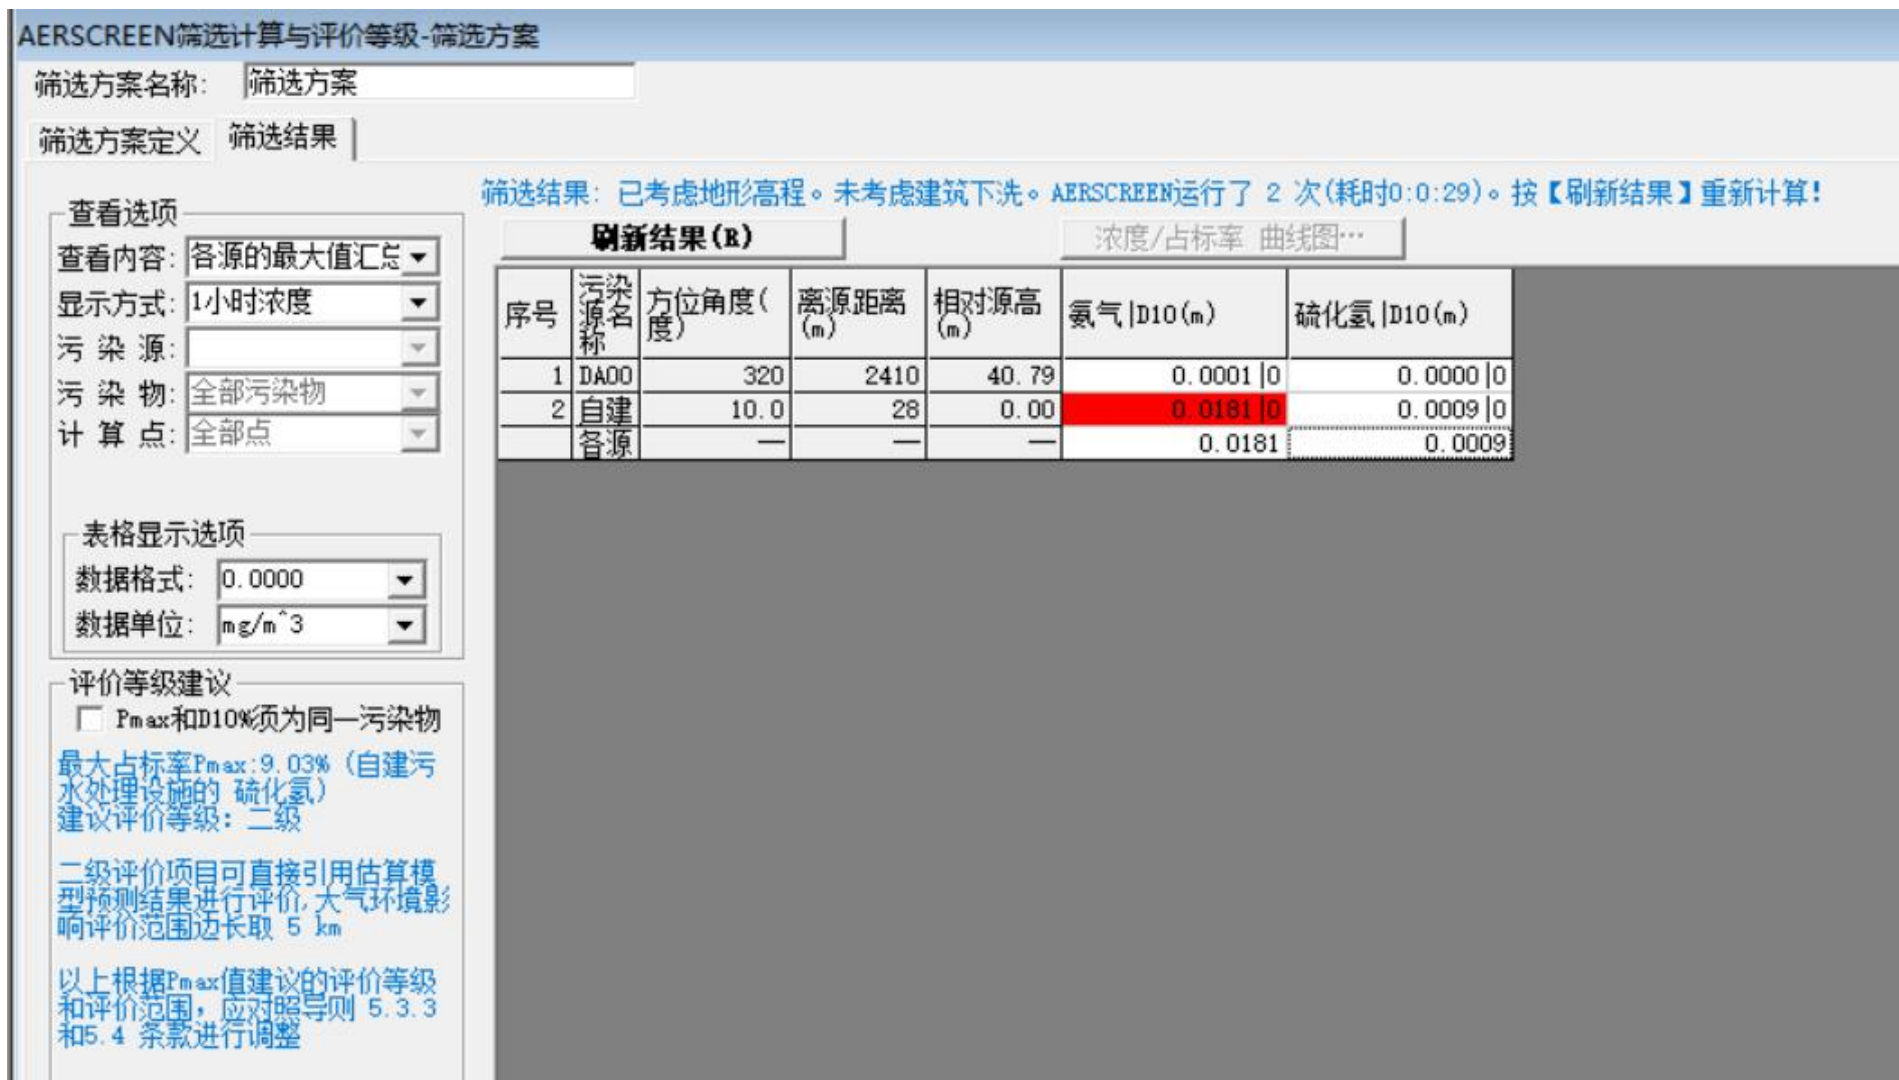 AERSCREEN筛选计算与评价等级-筛选方案
筛选方案名称: 筛选方案
筛选方案定义 筛选结果
筛选结果: 已考虑地形高程。未考虑建筑下洗。AERSCREEN运行了 2 次(耗时0:0:29)。按【刷新结果】重新计算!
刷新结果(R) 浓度/占标率 曲线图…
查看选项
查看内容: 各源的最大值汇总
显示方式: 1小时浓度
污 染 源:
污 染 物: 全部污染物
计 算 点: 全部点
序号 污染源名称 方位角度(度) 离源距离(m) 相对源高(m) 氨气|D10(m) 硫化氢|D10(m)
1 DA00 320 2410 40.79 0.0001|0 0.0000|0
2 自建 10.0 28 0.00 0.0181|0 0.0009|0
各源 — — — 0.0181 0.0009
表格显示选项
数据格式: 0.0000
数据单位: mg/m^3
评价等级建议
Pmax和D10%须为同一污染物
最大占标率Pmax:9.03% (自建污
水处理设施的 硫化氢)
建议评价等级: 二级
二级评价项目可直接引用估算模
型预测结果进行评价,大气环境影
响评价范围边长取 5 km
以上根据Pmax值建议的评价等级
和评价范围, 应对照导则 5.3.3
和5.4 条款进行调整